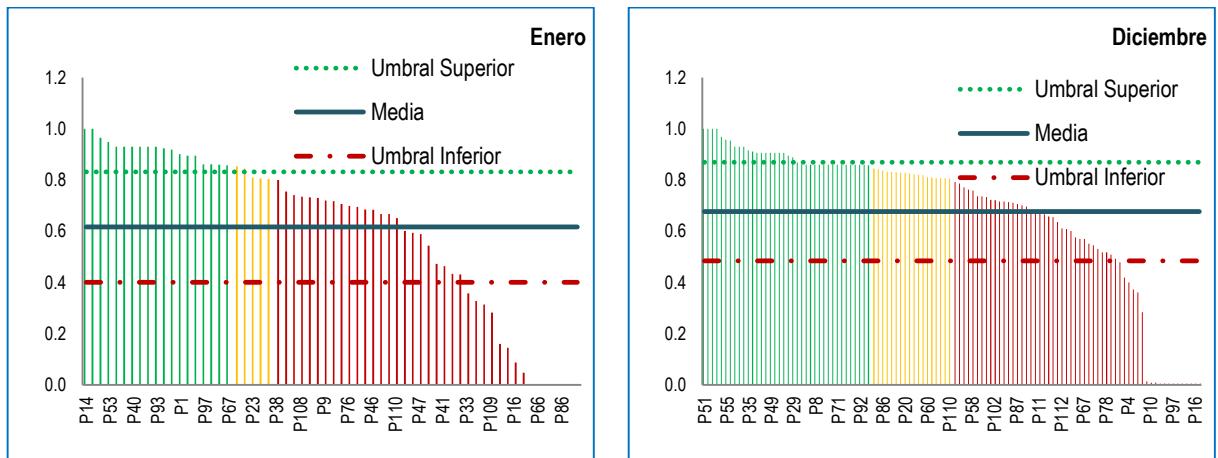 Enero
Umbral Superior
Media
Umbral Inferior
1.2
1.0
0.8
0.6
0.4
0.2
0.0
P14 P53 P40 P93 P1 P97 P67 P23 P38 P108 P9 P76 P46 P110 P47 P41 P33 P109 P16 P66 P86
Diciembre
Umbral Superior
Media
Umbral Inferior
1.2
1.0
0.8
0.6
0.4
0.2
0.0
P51 P55 P35 P49 P29 P8 P71 P92 P86 P20 P60 P110 P58 P102 P87 P11 P112 P67 P78 P4 P10 P97 P16